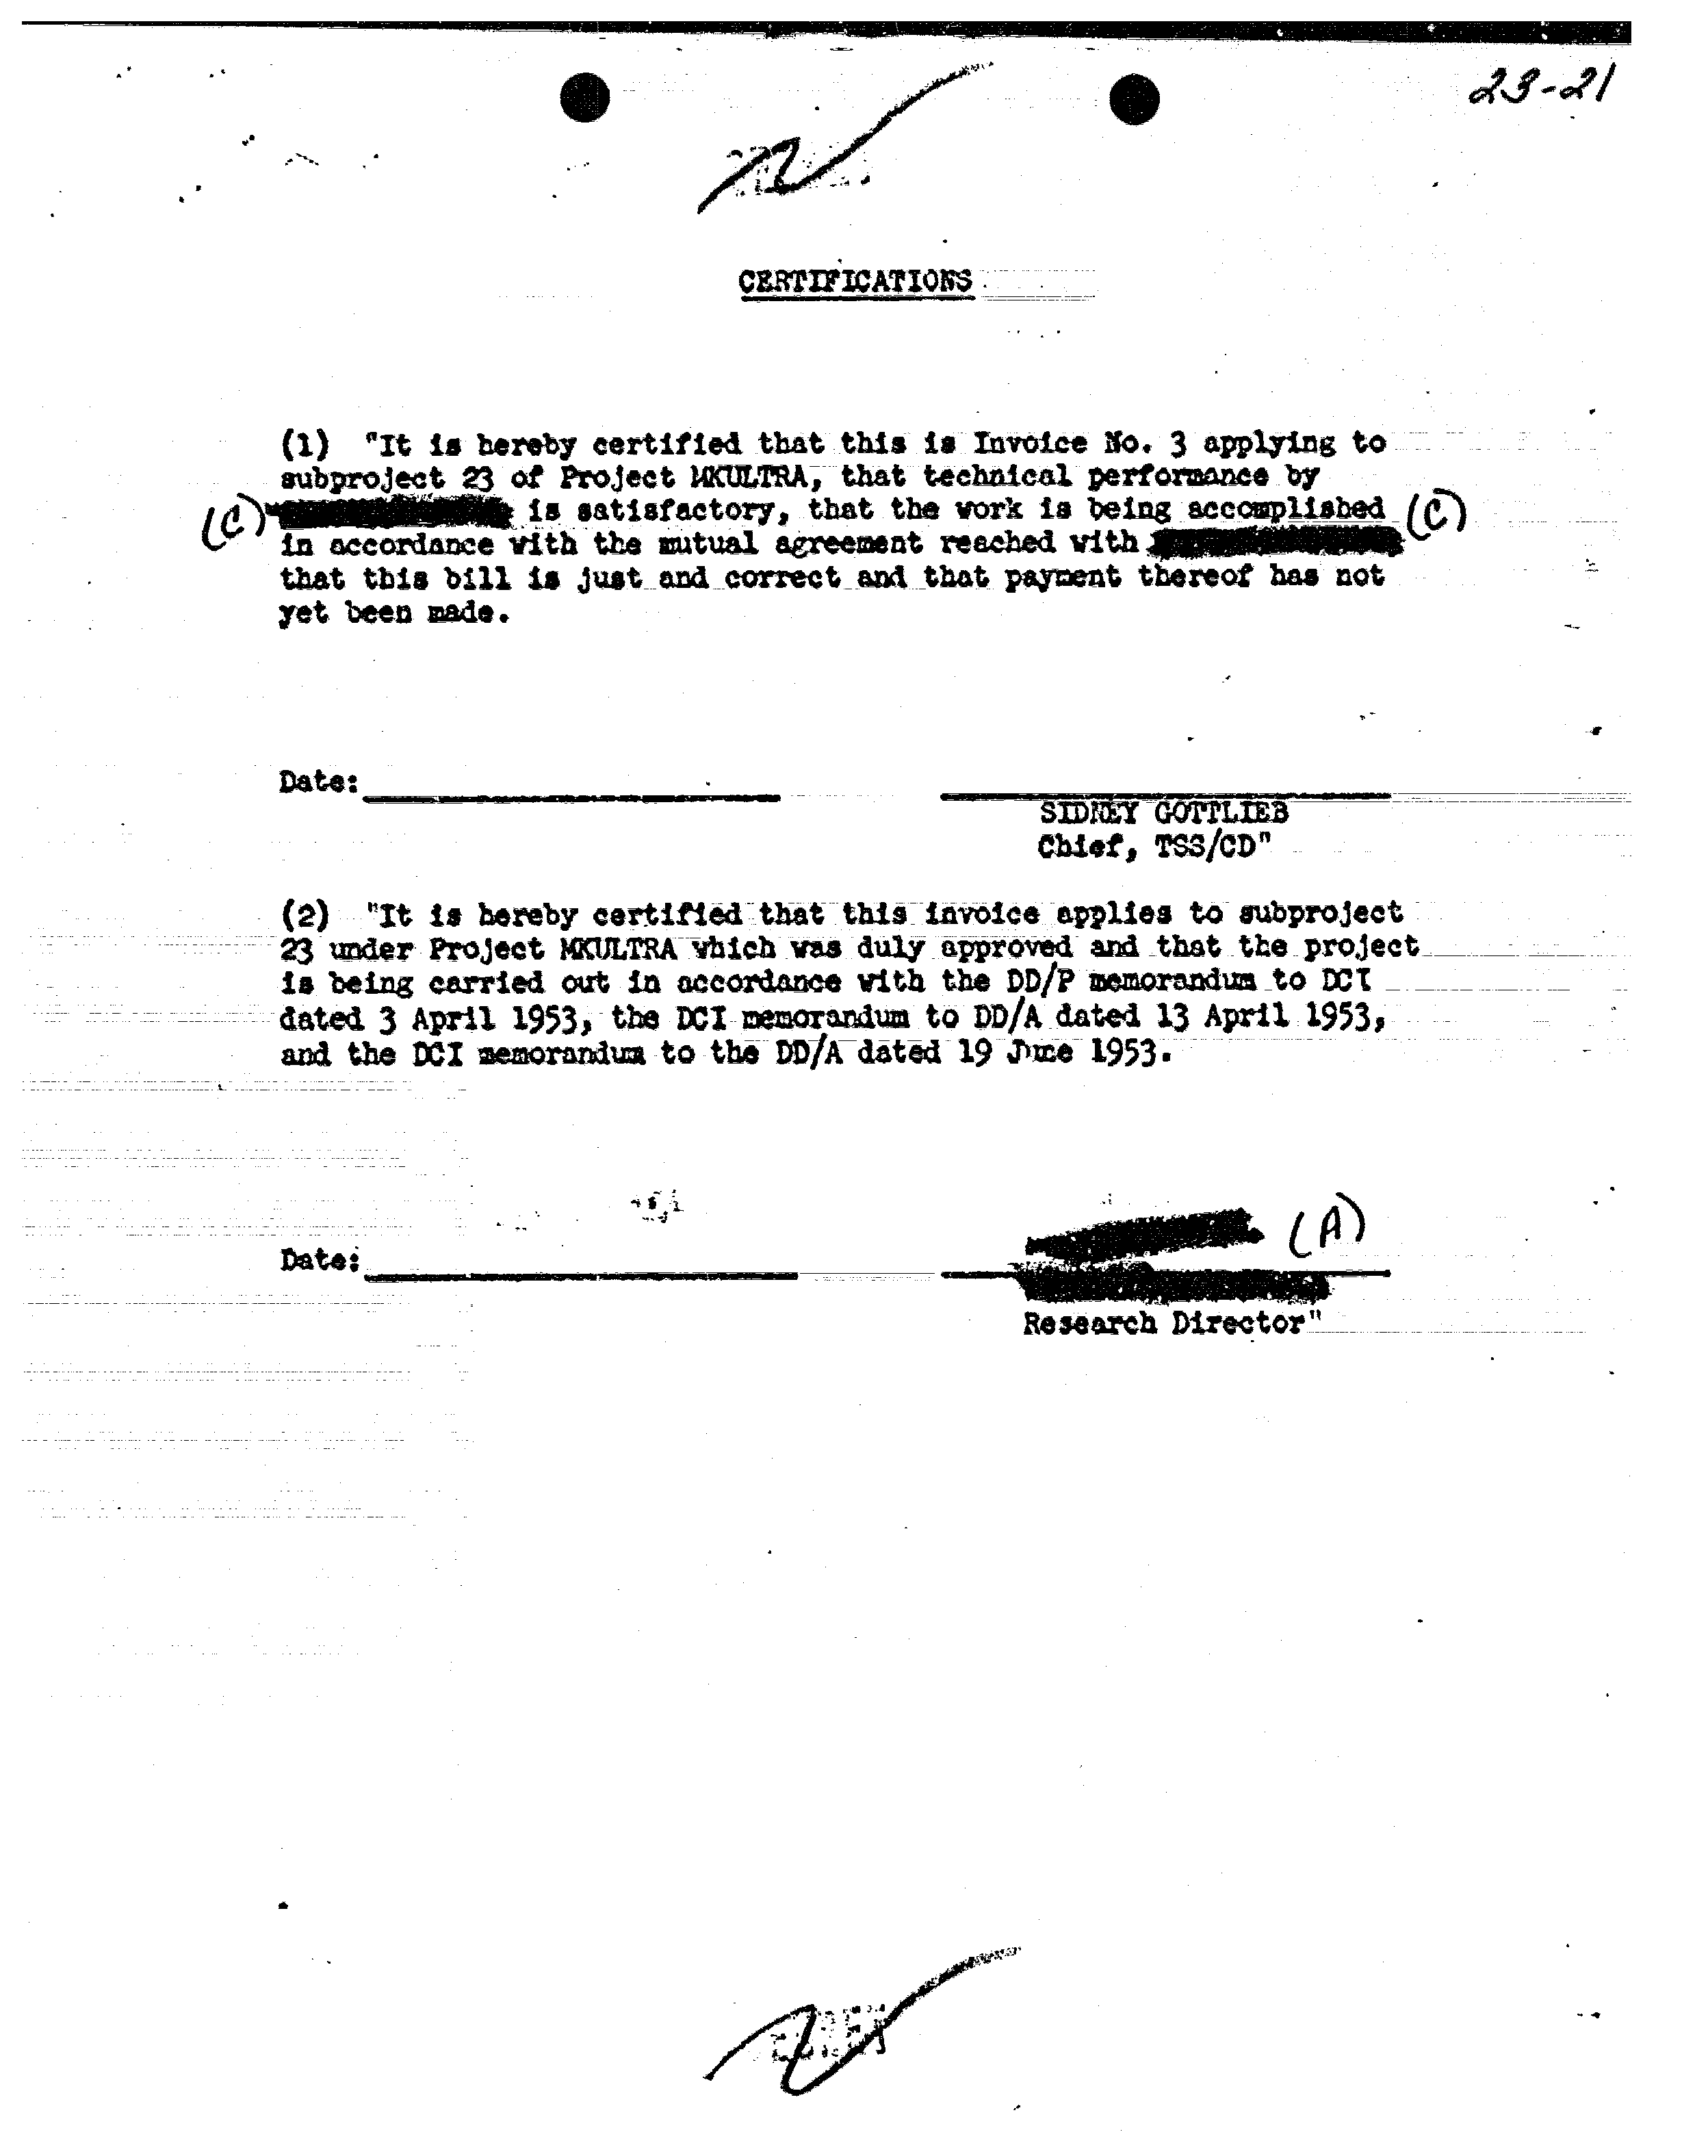 23-21
CERTIFICATIONS
(1) "It is hereby certified that this is Invoice No. 3 applying to
subproject 23 of Project MKULTRA, that technical performance by
(C) is satisfactory, that the work is being accomplished (C)
in accordance with the mutual agreement reached with
that this bill is just and correct and that payment thereof has not
yet been made.
Date:
SIDNEY GOTTLIEB
Chief, TSS/CD"
(2) "It is hereby certified that this invoice applies to subproject
23 under Project MKULTRA which was duly approved and that the project
is being carried out in accordance with the DD/P memorandum to DCI
dated 3 April 1953, the DCI memorandum to DD/A dated 13 April 1953,
and the DCI memorandum to the DD/A dated 19 June 1953.
(A)
Date:
Research Director"